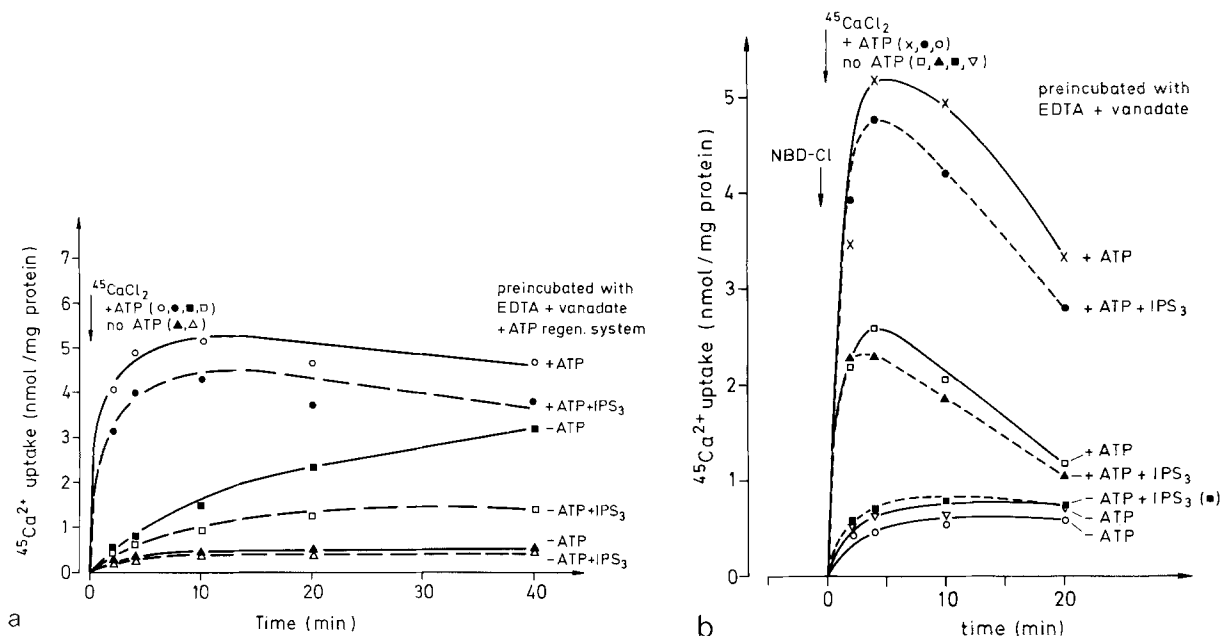 ⁴⁵Ca²⁺ uptake (nmol/mg protein)
7
6
5
4
3
2
1
0
⁴⁵CaCl₂
+ATP (○,●,■,□)
no ATP (▲,△)
preincubated with
EDTA + vanadate
+ATP regen. system
+ATP
+ATP+IPS₃
-ATP
-ATP+IPS₃
-ATP
-ATP+IPS₃
0
10
20
30
40
Time (min)
a
⁴⁵Ca²⁺ uptake (nmol/mg protein)
5
4
3
2
1
0
⁴⁵CaCl₂
+ ATP (×,●,○)
no ATP (□,▲,■,▽)
preincubated with
EDTA + vanadate
NBD-Cl
+ ATP
+ ATP + IPS₃
+ ATP
+ ATP + IPS₃
- ATP + IPS₃ (■)
- ATP
- ATP
0
10
20
time (min)
b